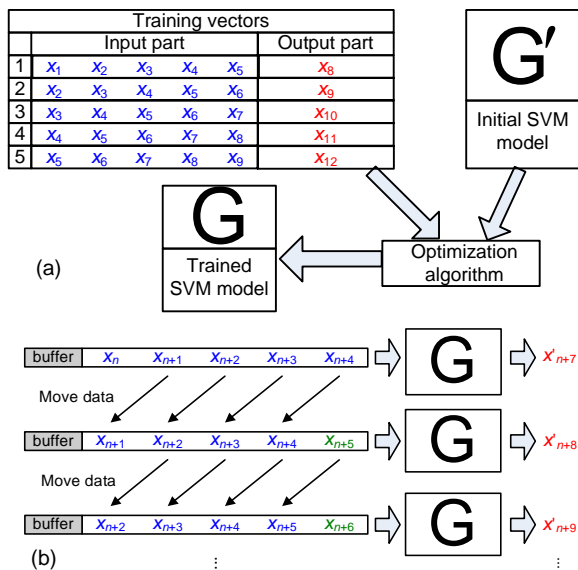 Training vectors
Input part Output part
1 x1 x2 x3 x4 x5 x8
2 x2 x3 x4 x5 x6 x9
3 x3 x4 x5 x6 x7 x10
4 x4 x5 x6 x7 x8 x11
5 x5 x6 x7 x8 x9 x12
G'
Initial SVM
model
G
Trained
SVM model
Optimization
algorithm
(a)
buffer xn xn+1 xn+2 xn+3 xn+4 G x'n+7
Move data
buffer xn+1 xn+2 xn+3 xn+4 xn+5 G x'n+8
Move data
buffer xn+2 xn+3 xn+4 xn+5 xn+6 G x'n+9
(b) ⋮ ⋮